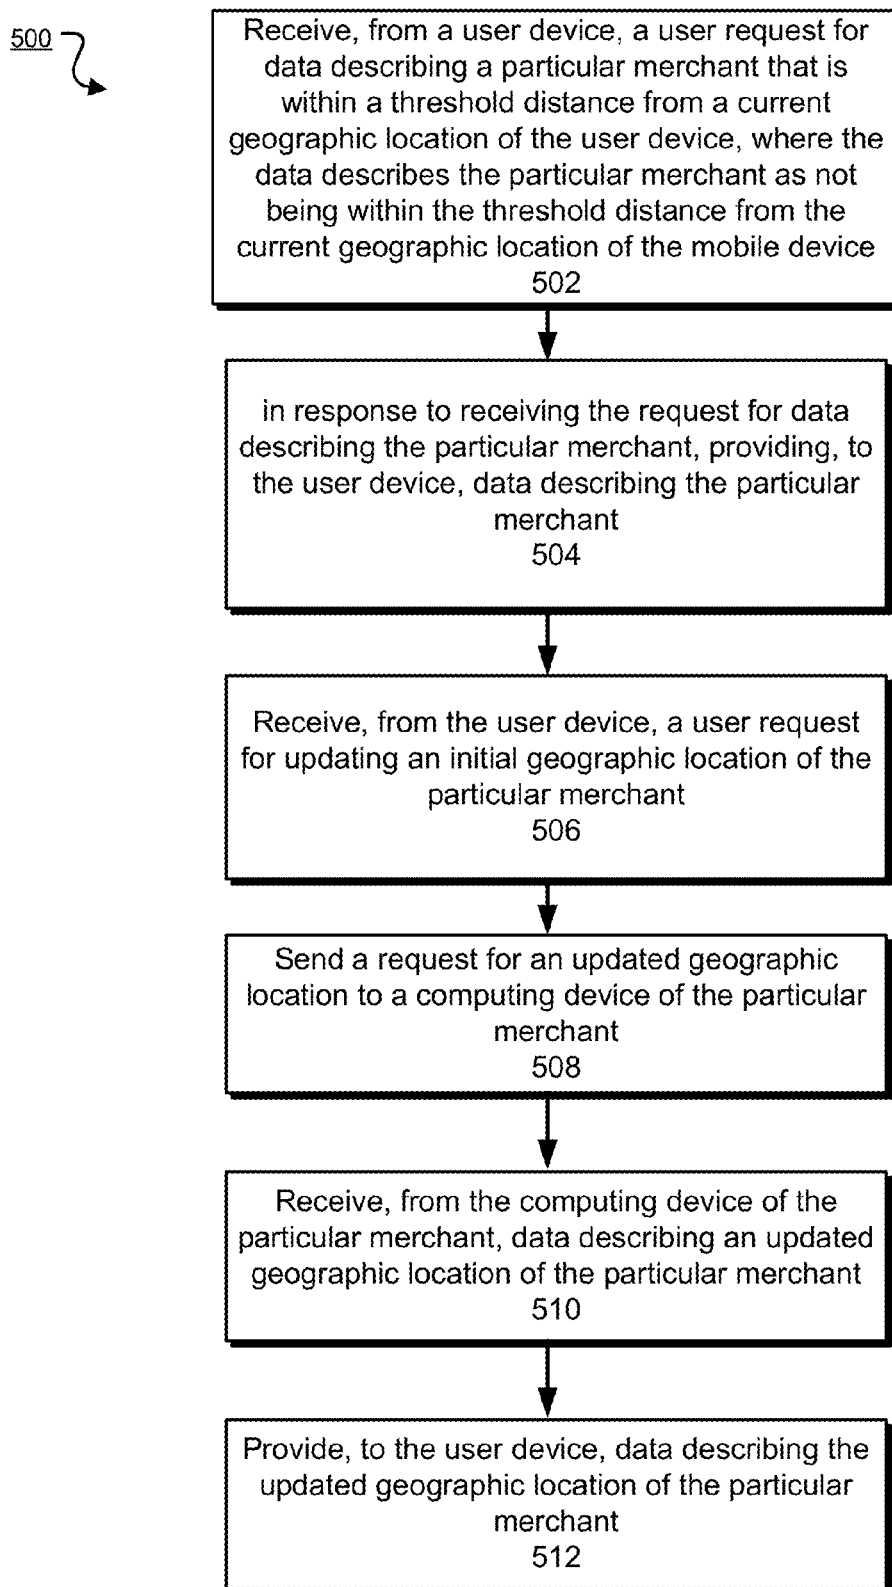 500
Receive, from a user device, a user request for
data describing a particular merchant that is
within a threshold distance from a current
geographic location of the user device, where the
data describes the particular merchant as not
being within the threshold distance from the
current geographic location of the mobile device
502
in response to receiving the request for data
describing the particular merchant, providing, to
the user device, data describing the particular
merchant
504
Receive, from the user device, a user request
for updating an initial geographic location of the
particular merchant
506
Send a request for an updated geographic
location to a computing device of the particular
merchant
508
Receive, from the computing device of the
particular merchant, data describing an updated
geographic location of the particular merchant
510
Provide, to the user device, data describing the
updated geographic location of the particular
merchant
512